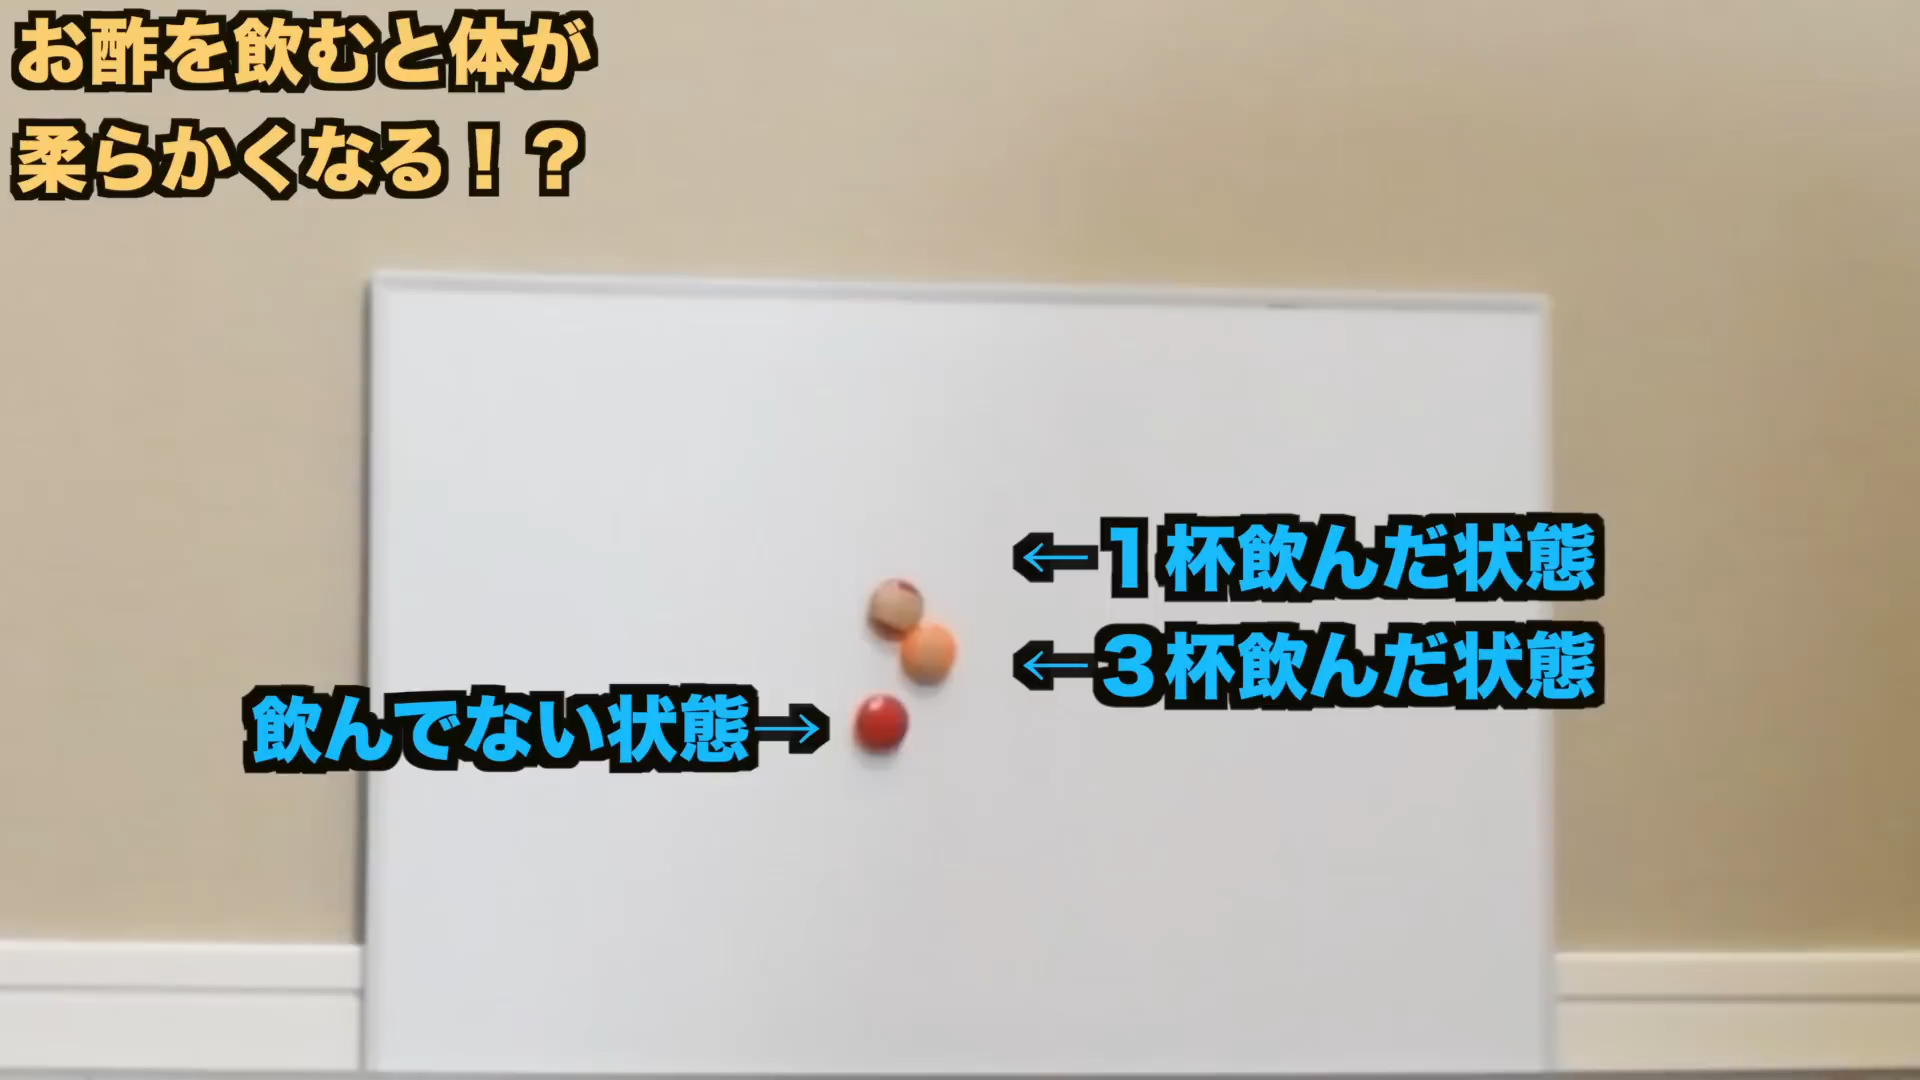 お酢を飲むと体が
柔らかくなる！？
←1杯飲んだ状態
←3杯飲んだ状態
飲んでない状態→